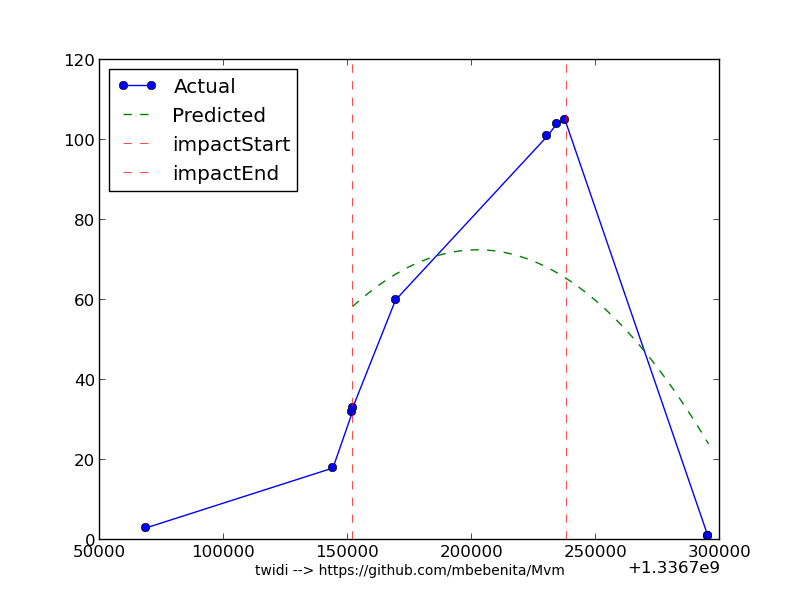 120
100
80
60
40
20
0
Actual
Predicted
impactStart
impactEnd
50000 100000 150000 200000 250000 300000
+1.3367e9
twidi --> https://github.com/mbebenita/Mvm